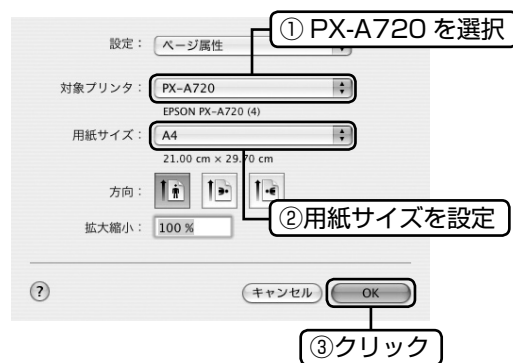 ① PX-A720 を選択
設定： ページ属性
対象プリンタ： PX-A720
EPSON PX-A720 (4)
用紙サイズ： A4
21.00 cm × 29.70 cm
方向：
②用紙サイズを設定
拡大縮小： 100 %
? キャンセル OK
③クリック